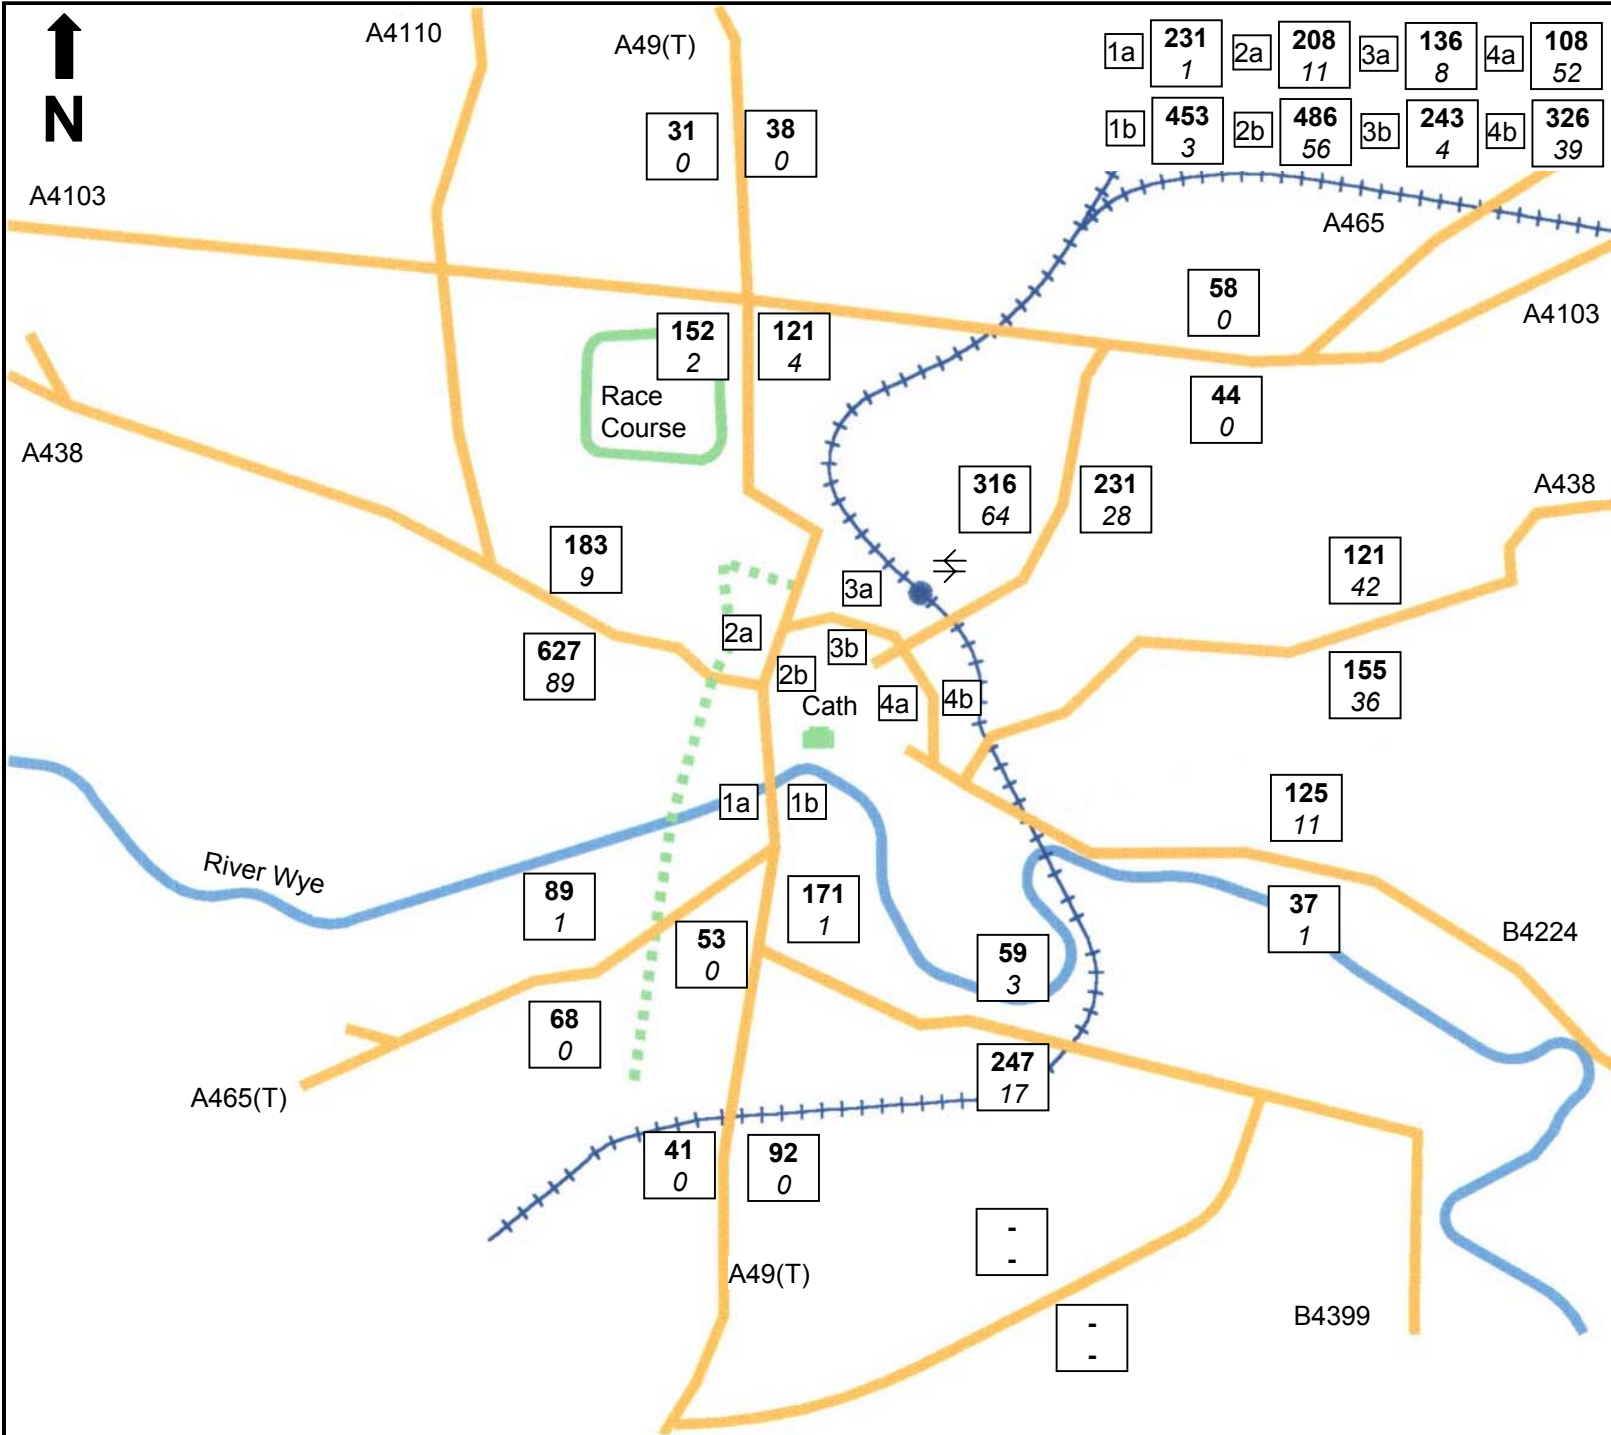 A4110
A49(T)
1a
231
1
2a
208
11
3a
136
8
4a
108
52
1b
453
3
2b
486
56
3b
243
4
4b
326
39
N
31
0
38
0
A4103
A465
58
0
A4103
152
2
121
4
Race
Course
44
0
A438
316
64
231
28
A438
183
9
121
42
3a
2a
3b
627
89
2b
155
36
Cath
4a
4b
1a
1b
125
11
River Wye
89
1
171
1
37
1
B4224
53
0
59
3
68
0
247
17
A465(T)
41
0
92
0
-
-
A49(T)
B4399
-
-